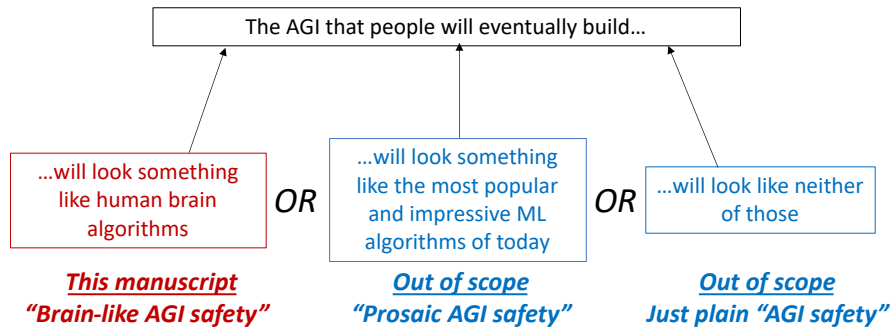 The AGI that people will eventually build…
…will look something
like human brain
algorithms
OR
…will look something
like the most popular
and impressive ML
algorithms of today
OR
…will look like neither
of those
This manuscript
“Brain-like AGI safety”
Out of scope
“Prosaic AGI safety”
Out of scope
Just plain “AGI safety”